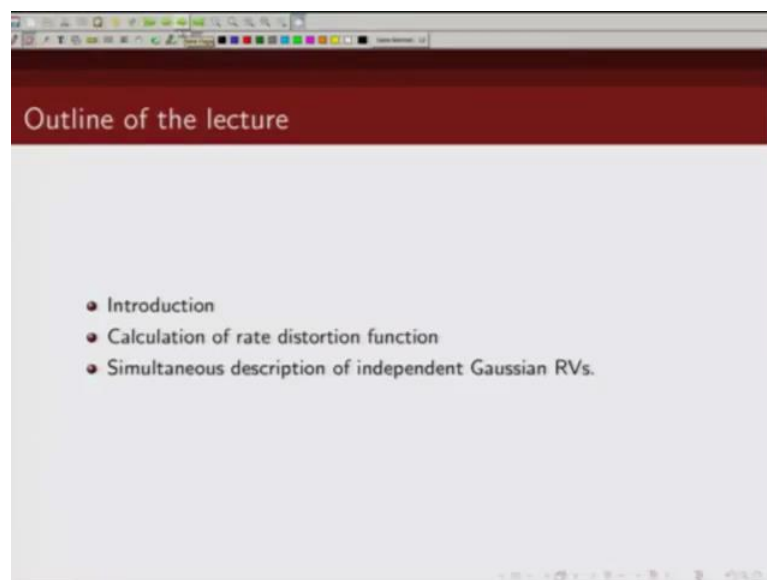 Outline of the lecture
Introduction
Calculation of rate distortion function
Simultaneous description of independent Gaussian RVs.